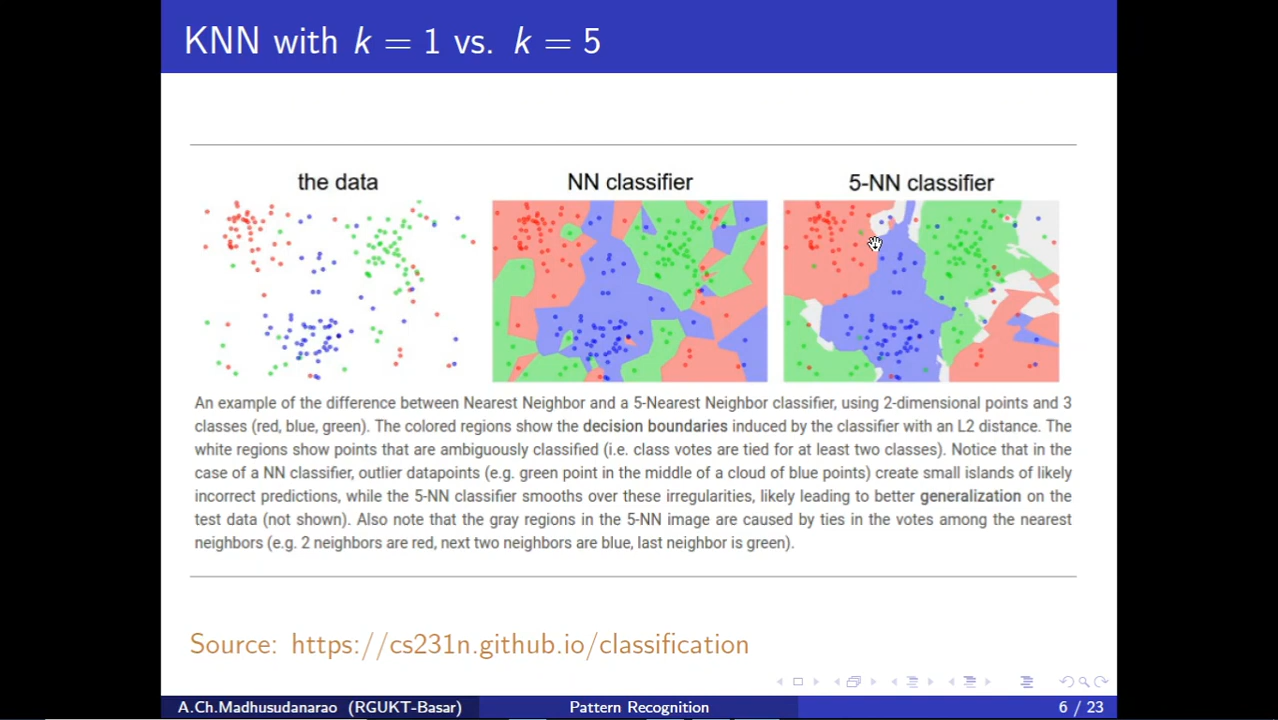 KNN with k = 1 vs. k = 5
the data
NN classifier
5-NN classifier
An example of the difference between Nearest Neighbor and a 5-Nearest Neighbor classifier, using 2-dimensional points and 3
classes (red, blue, green). The colored regions show the decision boundaries induced by the classifier with an L2 distance. The
white regions show points that are ambiguously classified (i.e. class votes are tied for at least two classes). Notice that in the
case of a NN classifier, outlier datapoints (e.g. green point in the middle of a cloud of blue points) create small islands of likely
incorrect predictions, while the 5-NN classifier smooths over these irregularities, likely leading to better generalization on the
test data (not shown). Also note that the gray regions in the 5-NN image are caused by ties in the votes among the nearest
neighbors (e.g. 2 neighbors are red, next two neighbors are blue, last neighbor is green).
Source: https://cs231n.github.io/classification
A.Ch.Madhusudanarao (RGUKT-Basar)
Pattern Recognition
6 / 23